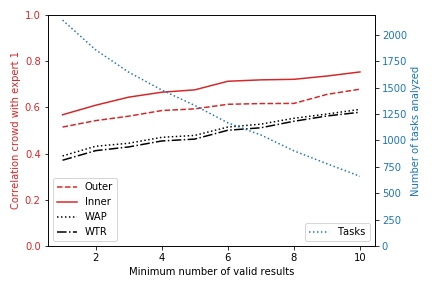 1.0
0.8
0.6
0.4
0.2
0.0
Correlation crowd with expert 1
2000
1750
1500
1250
1000
750
500
250
0
Number of tasks analyzed
Outer
Inner
WAP
WTR
Tasks
2
4
6
8
10
Minimum number of valid results